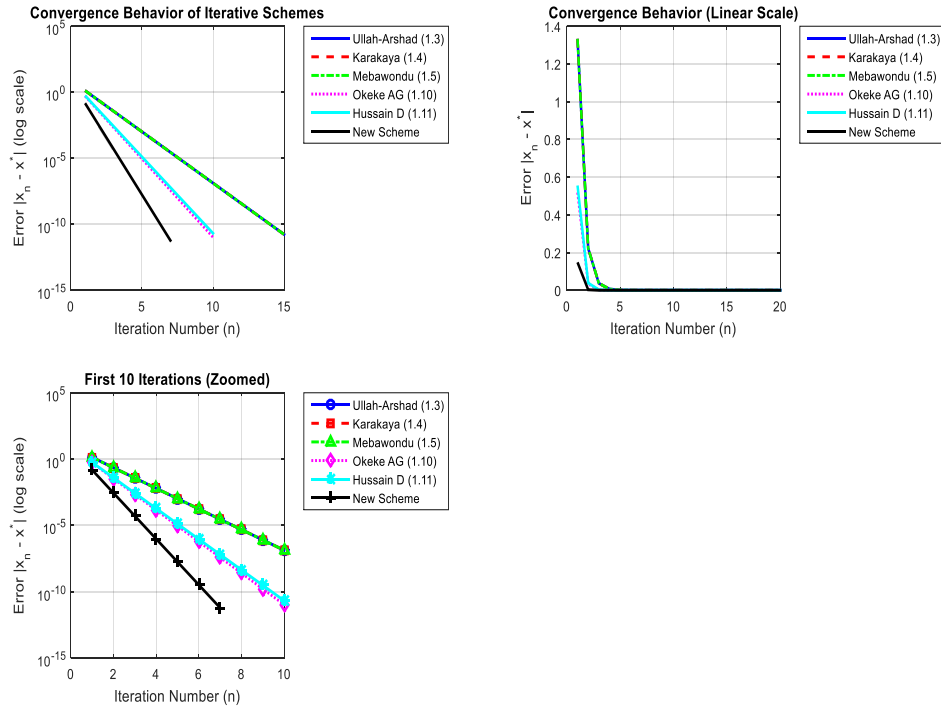 Convergence Behavior of Iterative Schemes
10^5
10^0
10^-5
10^-10
10^-15
0 5 10 15
Error |x_n - x^*| (log scale)
Iteration Number (n)
Ullah-Arshad (1.3)
Karakaya (1.4)
Mebawondu (1.5)
Okeke AG (1.10)
Hussain D (1.11)
New Scheme
Convergence Behavior (Linear Scale)
1.4
1.2
1
0.8
0.6
0.4
0.2
0
0 5 10 15 20
Error |x_n - x^*|
Iteration Number (n)
Ullah-Arshad (1.3)
Karakaya (1.4)
Mebawondu (1.5)
Okeke AG (1.10)
Hussain D (1.11)
New Scheme
First 10 Iterations (Zoomed)
10^5
10^0
10^-5
10^-10
10^-15
0 2 4 6 8 10
Error |x_n - x^*| (log scale)
Iteration Number (n)
Ullah-Arshad (1.3)
Karakaya (1.4)
Mebawondu (1.5)
Okeke AG (1.10)
Hussain D (1.11)
New Scheme